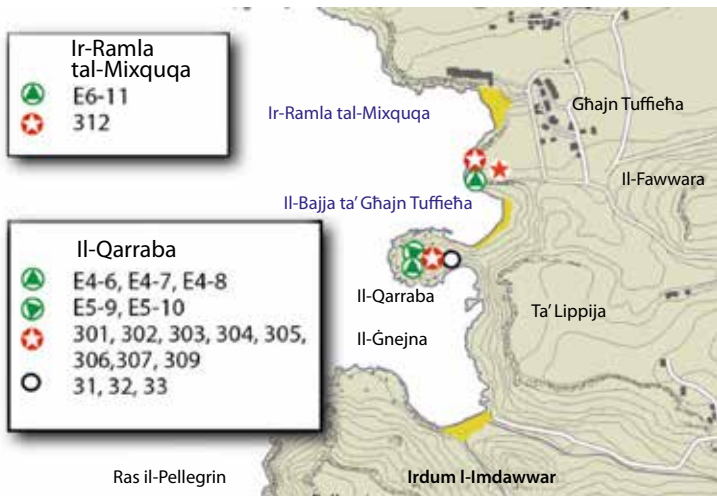 Ir-Ramla
tal-Mixquqa
E6-11
312
Il-Qarraba
E4-6, E4-7, E4-8
E5-9, E5-10
301, 302, 303, 304, 305,
306,307, 309
31, 32, 33
Ir-Ramla tal-Mixquqa
Għajn Tuffieħa
Il-Fawwara
Il-Bajja ta' Għajn Tuffieħa
Il-Qarraba
Ta' Lippija
Il-Ġnejna
Ras il-Pellegrin
Irdum l-Imdawwar